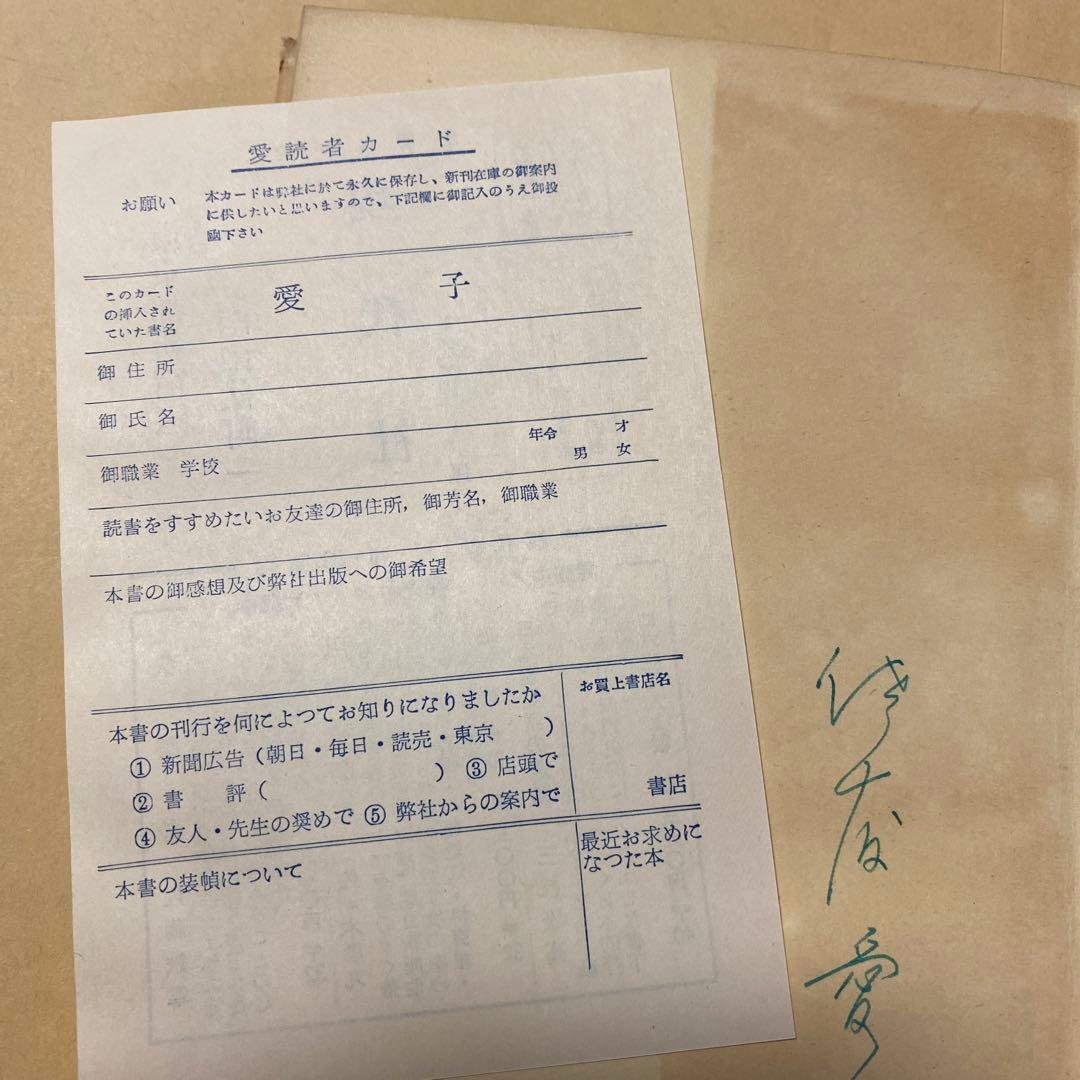 愛読者カード
お願い
本カードは弊社に於て永久に保存し、新刊在庫の御案内
に供したいと思いますので、下記欄に御記入のうえ御投
凾下さい
このカード
の挿入され
ていた書名
愛 子
御住所
御氏名
御職業 学校
年令 才
男 女
読書をすすめたいお友達の御住所，御芳名，御職業
本書の御感想及び弊社出版への御希望
本書の刊行を何によつてお知りになりましたか
① 新聞広告（朝日・毎日・読売・東京 ）
② 書 評（ ） ③ 店頭で
④ 友人・先生の奨めで ⑤ 弊社からの案内で
お買上書店名
書店
本書の装幀について
最近お求めに
なつた本
愛